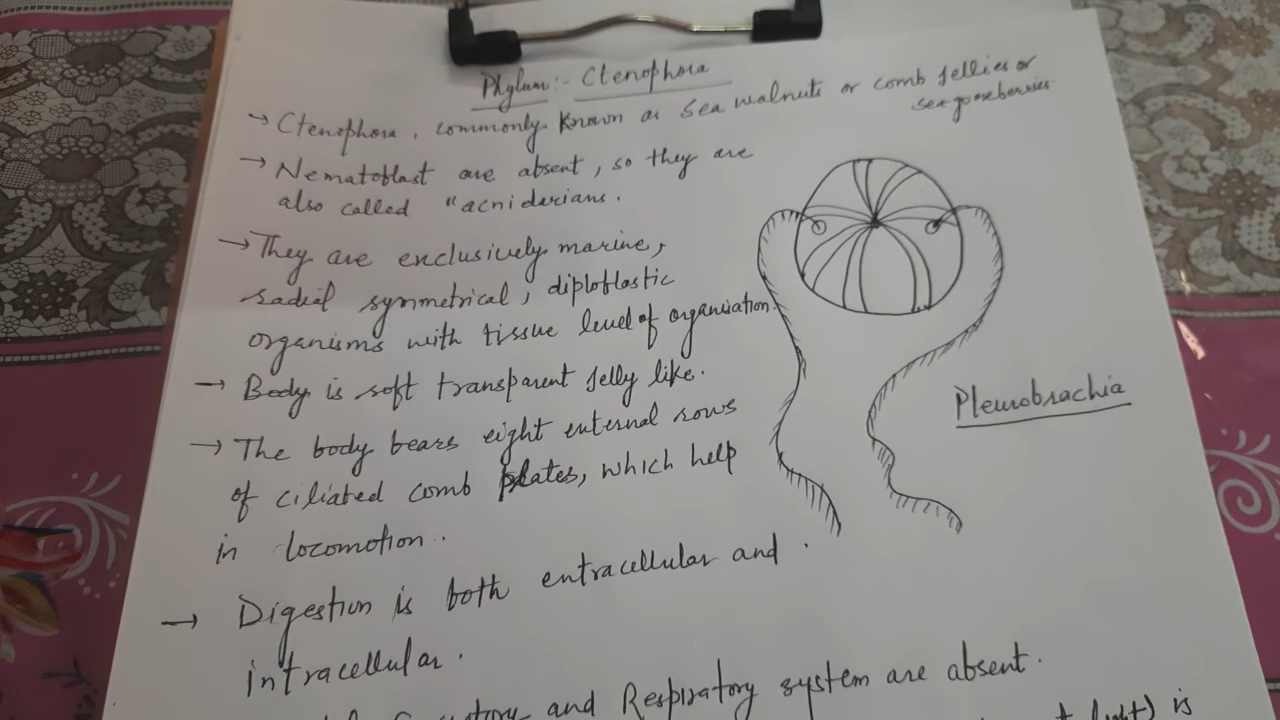 Phylum:- Ctenophora
→ Ctenophora, commonly known as Sea walnuts or comb Jellies or
sea gooseberries
→ Nematoblast are absent, so they are
also called "acnidarians.
→ They are exclusively marine,
radial symmetrical, diploblastic
organisms with tissue level of organisation.
→ Body is soft transparent Jelly like.
→ The body bears eight external rows
of ciliated comb plates, which help
in locomotion.
Pleurobrachia
→ Digestion is both extracellular and
intracellular.
and Respiratory system are absent.
light) is